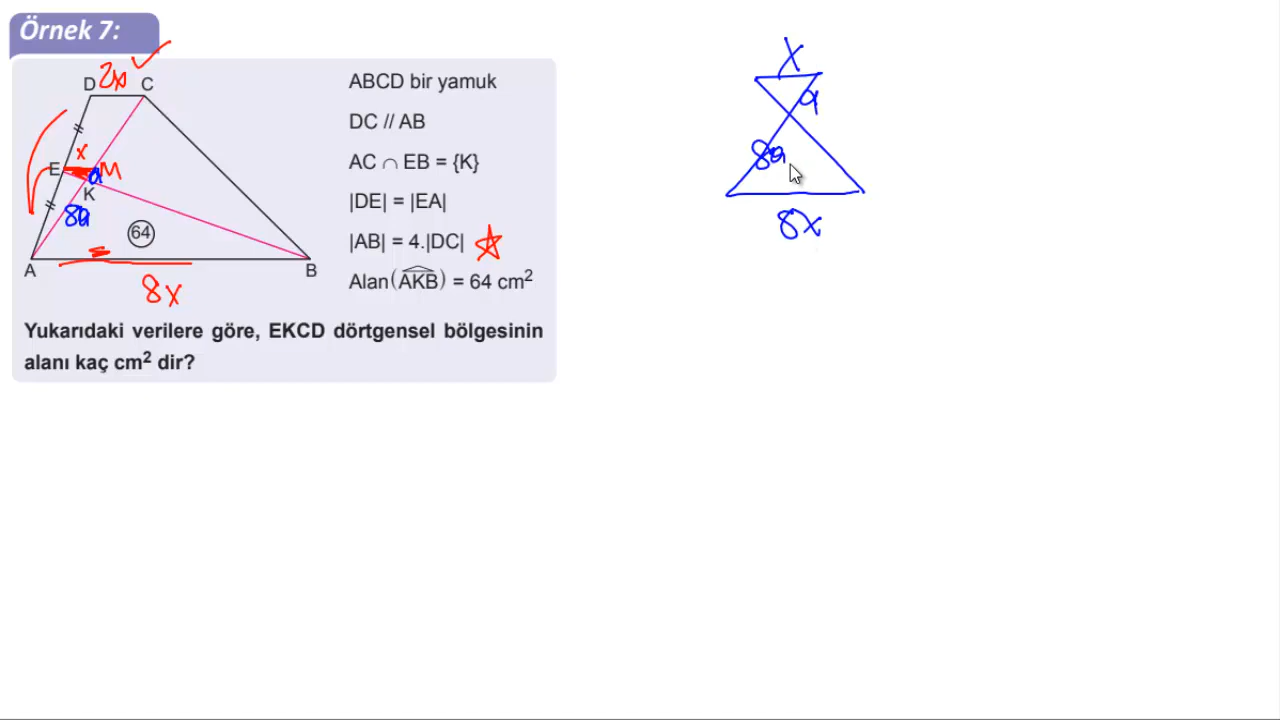 Örnek 7:
2x
D C
E x M
a
K
8a
64
A B
8x
ABCD bir yamuk
DC // AB
AC ∩ EB = {K}
|DE| = |EA|
|AB| = 4.|DC|
Alan(AKB) = 64 cm²
Yukarıdaki verilere göre, EKCD dörtgensel bölgesinin
alanı kaç cm² dir?
x
a
8a
8x